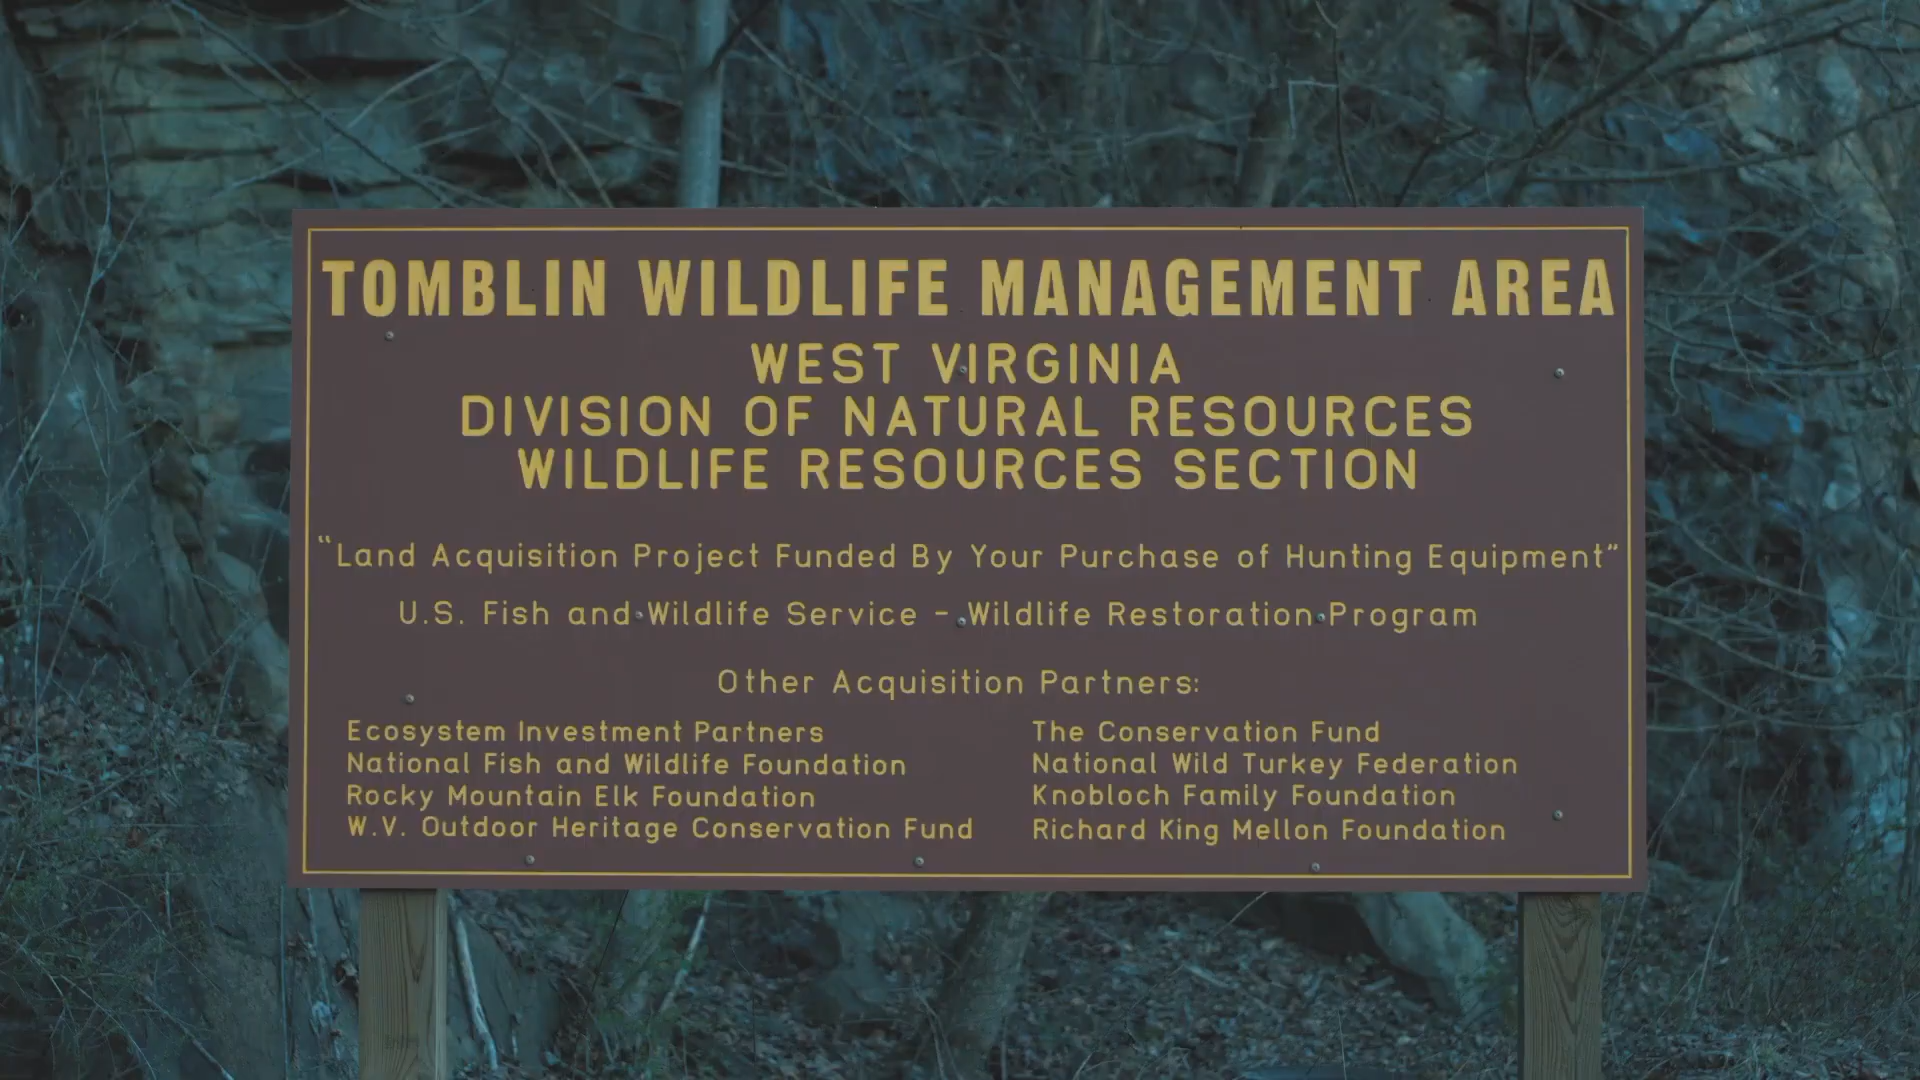 TOMBLIN WILDLIFE MANAGEMENT AREA
WEST VIRGINIA
DIVISION OF NATURAL RESOURCES
WILDLIFE RESOURCES SECTION
“Land Acquisition Project Funded By Your Purchase of Hunting Equipment”
U.S. Fish and Wildlife Service - Wildlife Restoration Program
Other Acquisition Partners:
Ecosystem Investment Partners
National Fish and Wildlife Foundation
Rocky Mountain Elk Foundation
W.V. Outdoor Heritage Conservation Fund
The Conservation Fund
National Wild Turkey Federation
Knobloch Family Foundation
Richard King Mellon Foundation